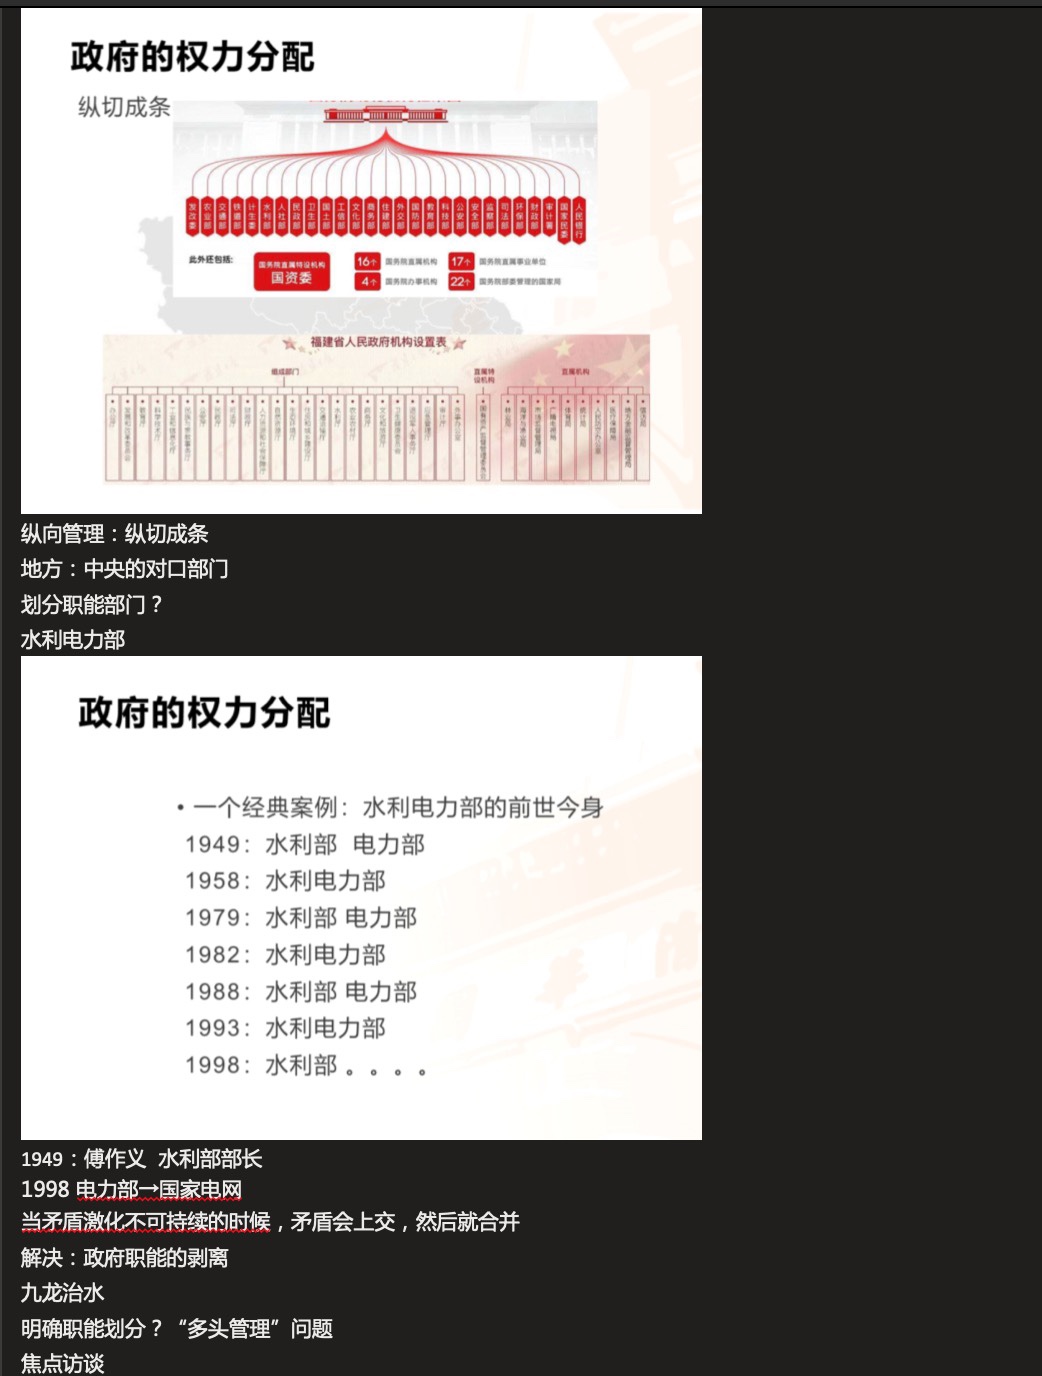 政府的权力分配
纵切成条
发改委 农业部 交通部 铁道部 计生委 水利部 人社部 民政部 卫生部 国土部 工信部 文化部 商务部 住建部 外交部 国防部 教育部 科技部 公安部 安全部 监察部 司法部 环保部 财政部 审计署 国家民委 人民银行
此外还包括:
国务院直属特设机构
国资委
16个 国务院直属机构
17个 国务院直属事业单位
4个 国务院办事机构
22个 国务院部委管理的国家局
福建省人民政府机构设置表
组成部门
直属特设机构
直属机构
纵向管理：纵切成条
地方：中央的对口部门
划分职能部门？
水利电力部
政府的权力分配
• 一个经典案例：水利电力部的前世今身
1949：水利部 电力部
1958：水利电力部
1979：水利部 电力部
1982：水利电力部
1988：水利部 电力部
1993：水利电力部
1998：水利部 。。。。
1949：傅作义 水利部部长
1998 电力部→国家电网
当矛盾激化不可持续的时候，矛盾会上交，然后就合并
解决：政府职能的剥离
九龙治水
明确职能划分？“多头管理”问题
焦点访谈